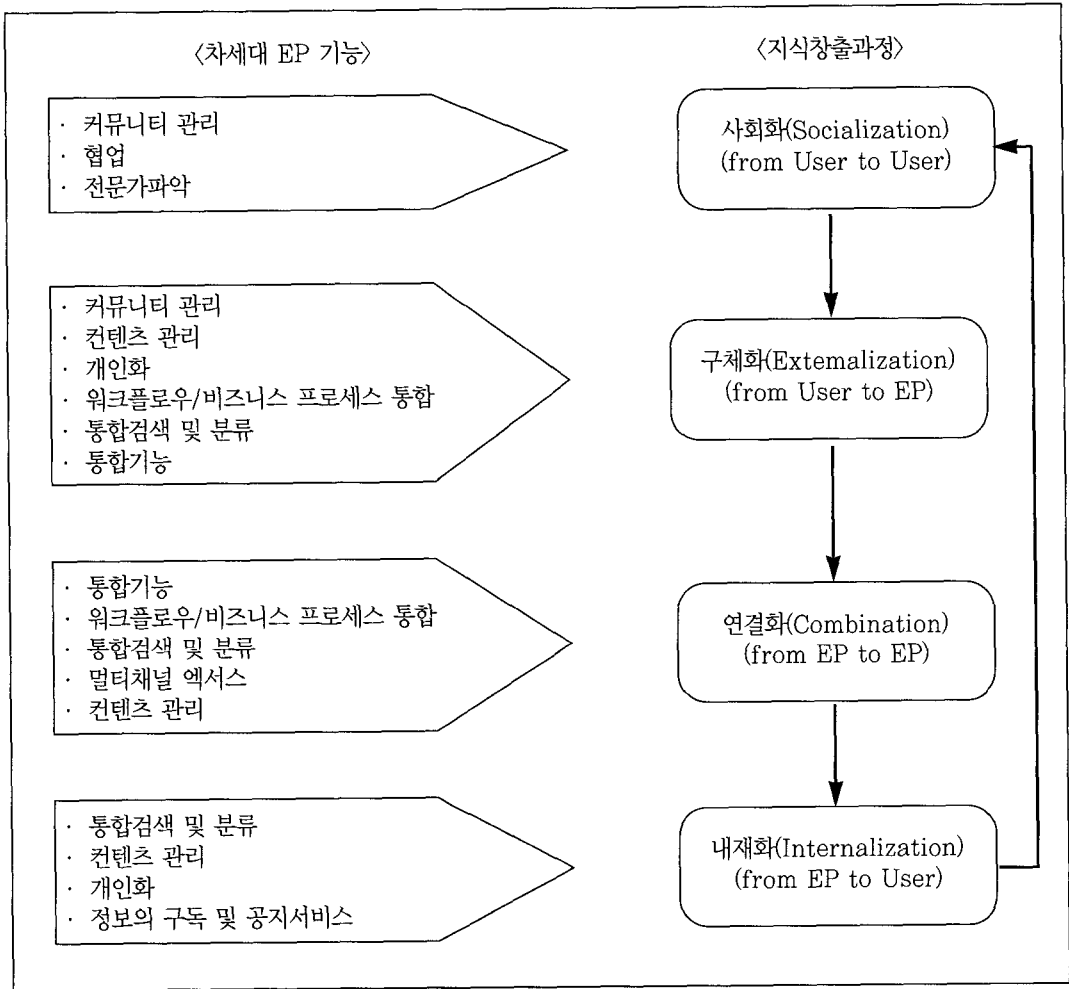 〈차세대 EP 기능〉
〈지식창출과정〉
· 커뮤니티 관리
· 협업
· 전문가파악
사회화(Socialization)
(from User to User)
· 커뮤니티 관리
· 컨텐츠 관리
· 개인화
· 워크플로우/비즈니스 프로세스 통합
· 통합검색 및 분류
· 통합기능
구체화(Extemalization)
(from User to EP)
· 통합기능
· 워크플로우/비즈니스 프로세스 통합
· 통합검색 및 분류
· 멀티채널 엑서스
· 컨텐츠 관리
연결화(Combination)
(from EP to EP)
· 통합검색 및 분류
· 컨텐츠 관리
· 개인화
· 정보의 구독 및 공지서비스
내재화(Internalization)
(from EP to User)